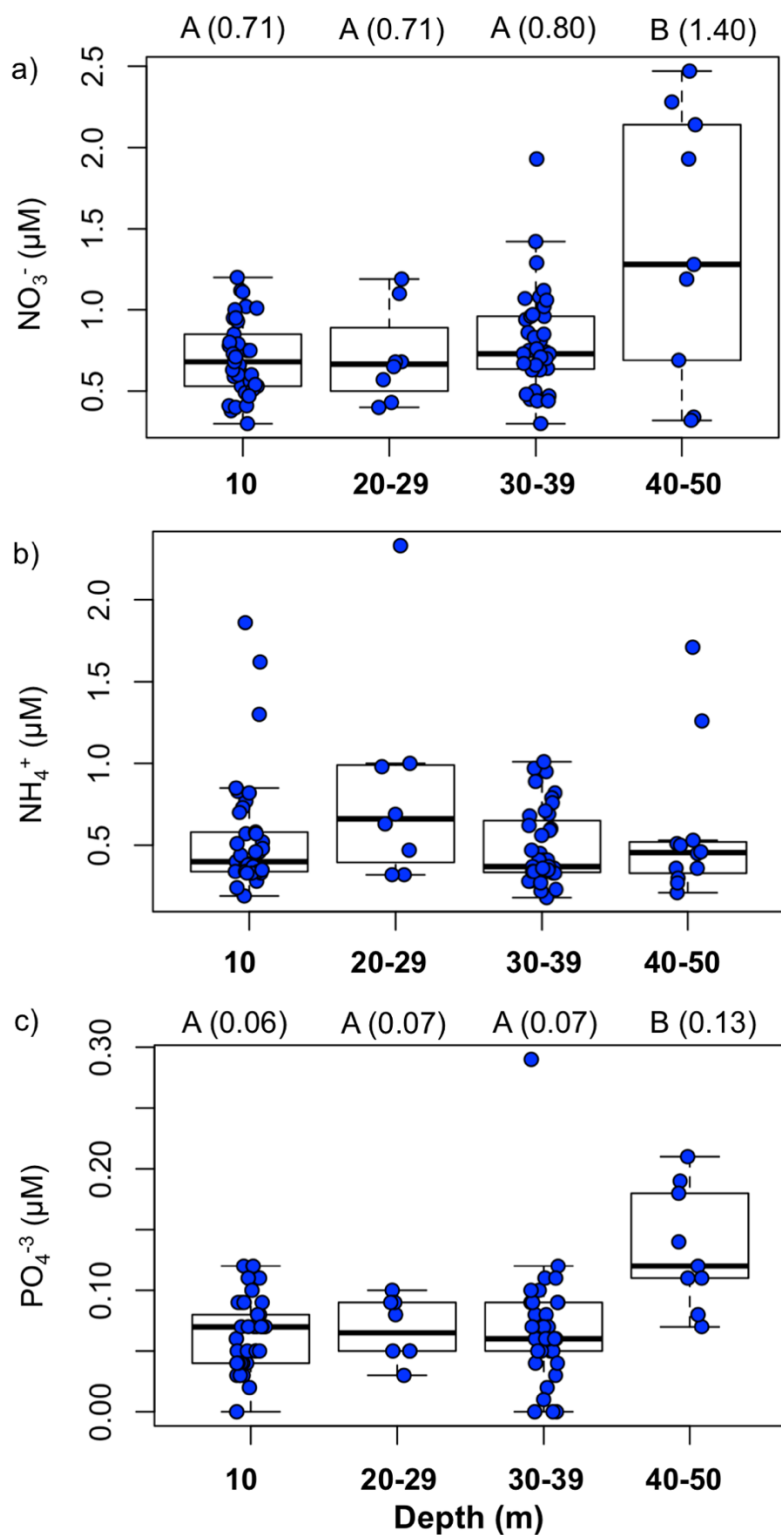 A (0.71) A (0.71) A (0.80) B (1.40)
a)
2.5
2.0
1.5
1.0
0.5
NO₃⁻ (µM)
10 20-29 30-39 40-50
b)
2.0
1.5
1.0
0.5
NH₄⁺ (µM)
10 20-29 30-39 40-50
A (0.06) A (0.07) A (0.07) B (0.13)
c)
0.30
0.20
0.10
0.00
PO₄⁻³ (µM)
10 20-29 30-39 40-50
Depth (m)